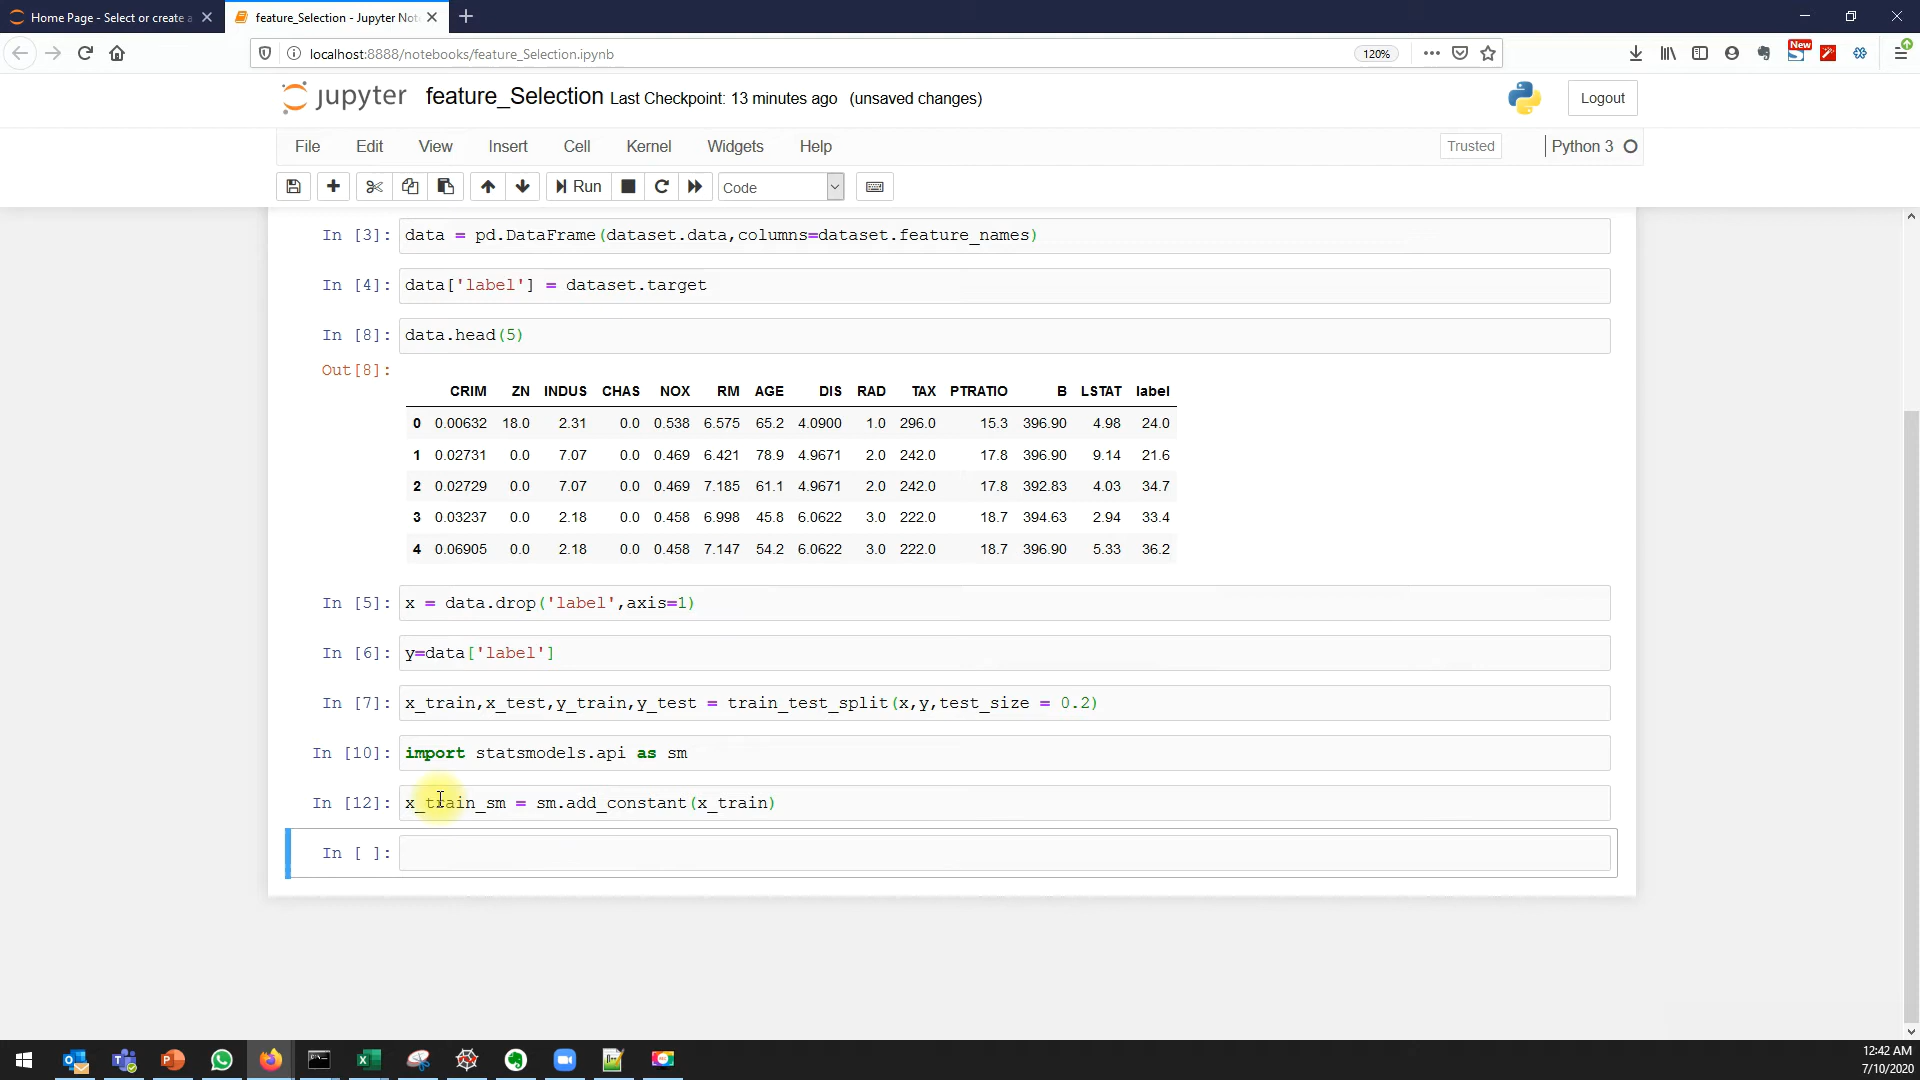 Home Page - Select or create a
feature_Selection - Jupyter Not
localhost:8888/notebooks/feature_Selection.ipynb
120%
New
jupyter feature_Selection Last Checkpoint: 13 minutes ago (unsaved changes)
Logout
File Edit View Insert Cell Kernel Widgets Help
Trusted
Python 3
Run
Code
In [3]: data = pd.DataFrame(dataset.data,columns=dataset.feature_names)
In [4]: data['label'] = dataset.target
In [8]: data.head(5)
Out[8]:
CRIM ZN INDUS CHAS NOX RM AGE DIS RAD TAX PTRATIO B LSTAT label
0 0.00632 18.0 2.31 0.0 0.538 6.575 65.2 4.0900 1.0 296.0 15.3 396.90 4.98 24.0
1 0.02731 0.0 7.07 0.0 0.469 6.421 78.9 4.9671 2.0 242.0 17.8 396.90 9.14 21.6
2 0.02729 0.0 7.07 0.0 0.469 7.185 61.1 4.9671 2.0 242.0 17.8 392.83 4.03 34.7
3 0.03237 0.0 2.18 0.0 0.458 6.998 45.8 6.0622 3.0 222.0 18.7 394.63 2.94 33.4
4 0.06905 0.0 2.18 0.0 0.458 7.147 54.2 6.0622 3.0 222.0 18.7 396.90 5.33 36.2
In [5]: x = data.drop('label',axis=1)
In [6]: y=data['label']
In [7]: x_train,x_test,y_train,y_test = train_test_split(x,y,test_size = 0.2)
In [10]: import statsmodels.api as sm
In [12]: x_train_sm = sm.add_constant(x_train)
In [ ]:
12:42 AM
7/10/2020